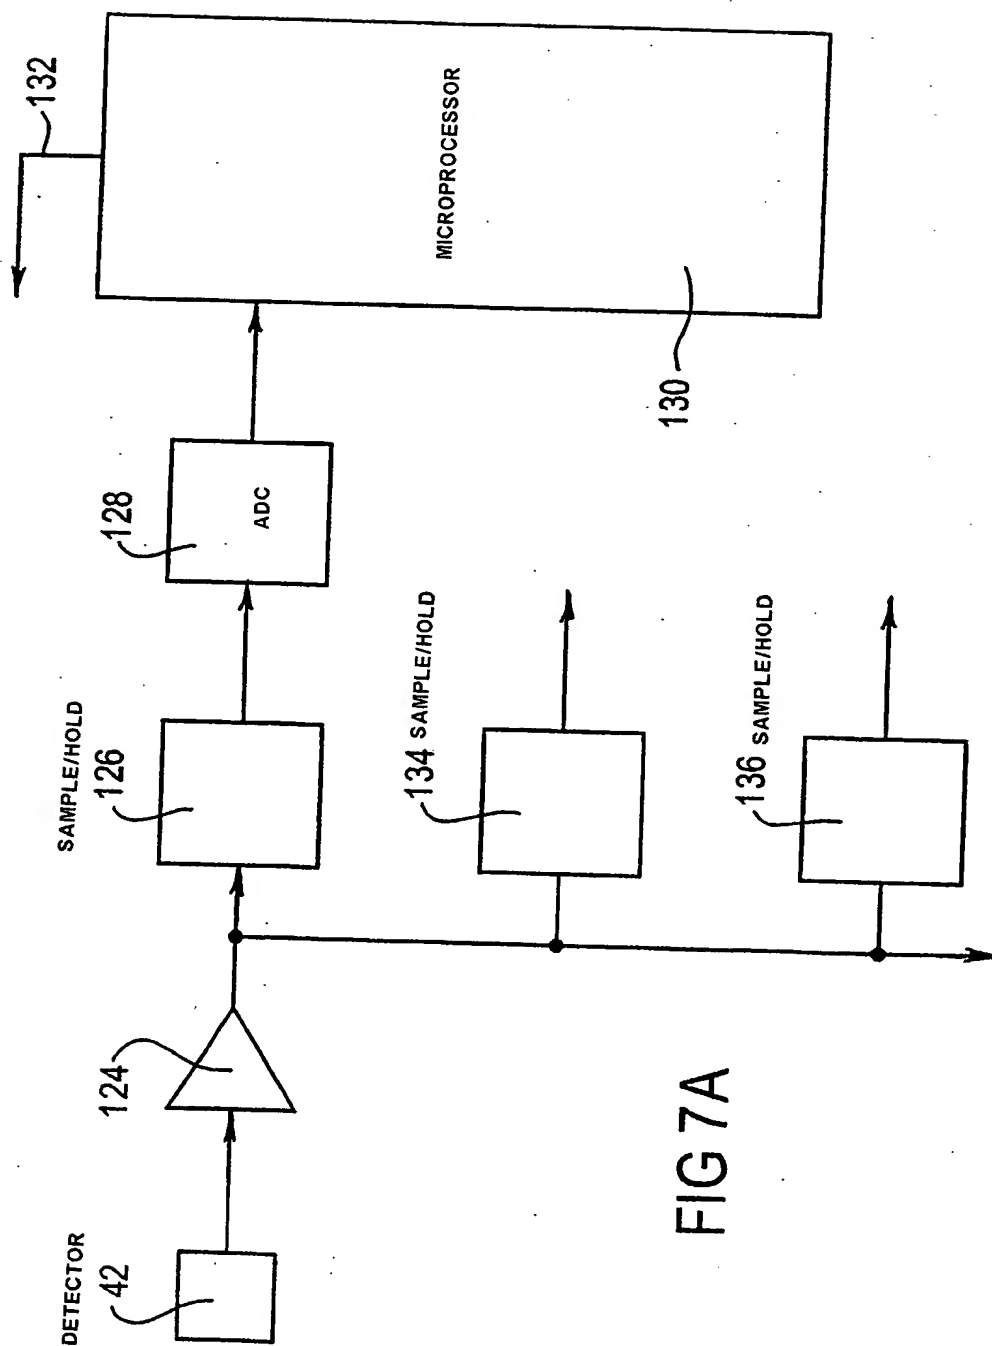 DETECTOR
42
124
SAMPLE/HOLD
126
128
ADC
132
MICROPROCESSOR
130
134 SAMPLE/HOLD
136 SAMPLE/HOLD
FIG 7A